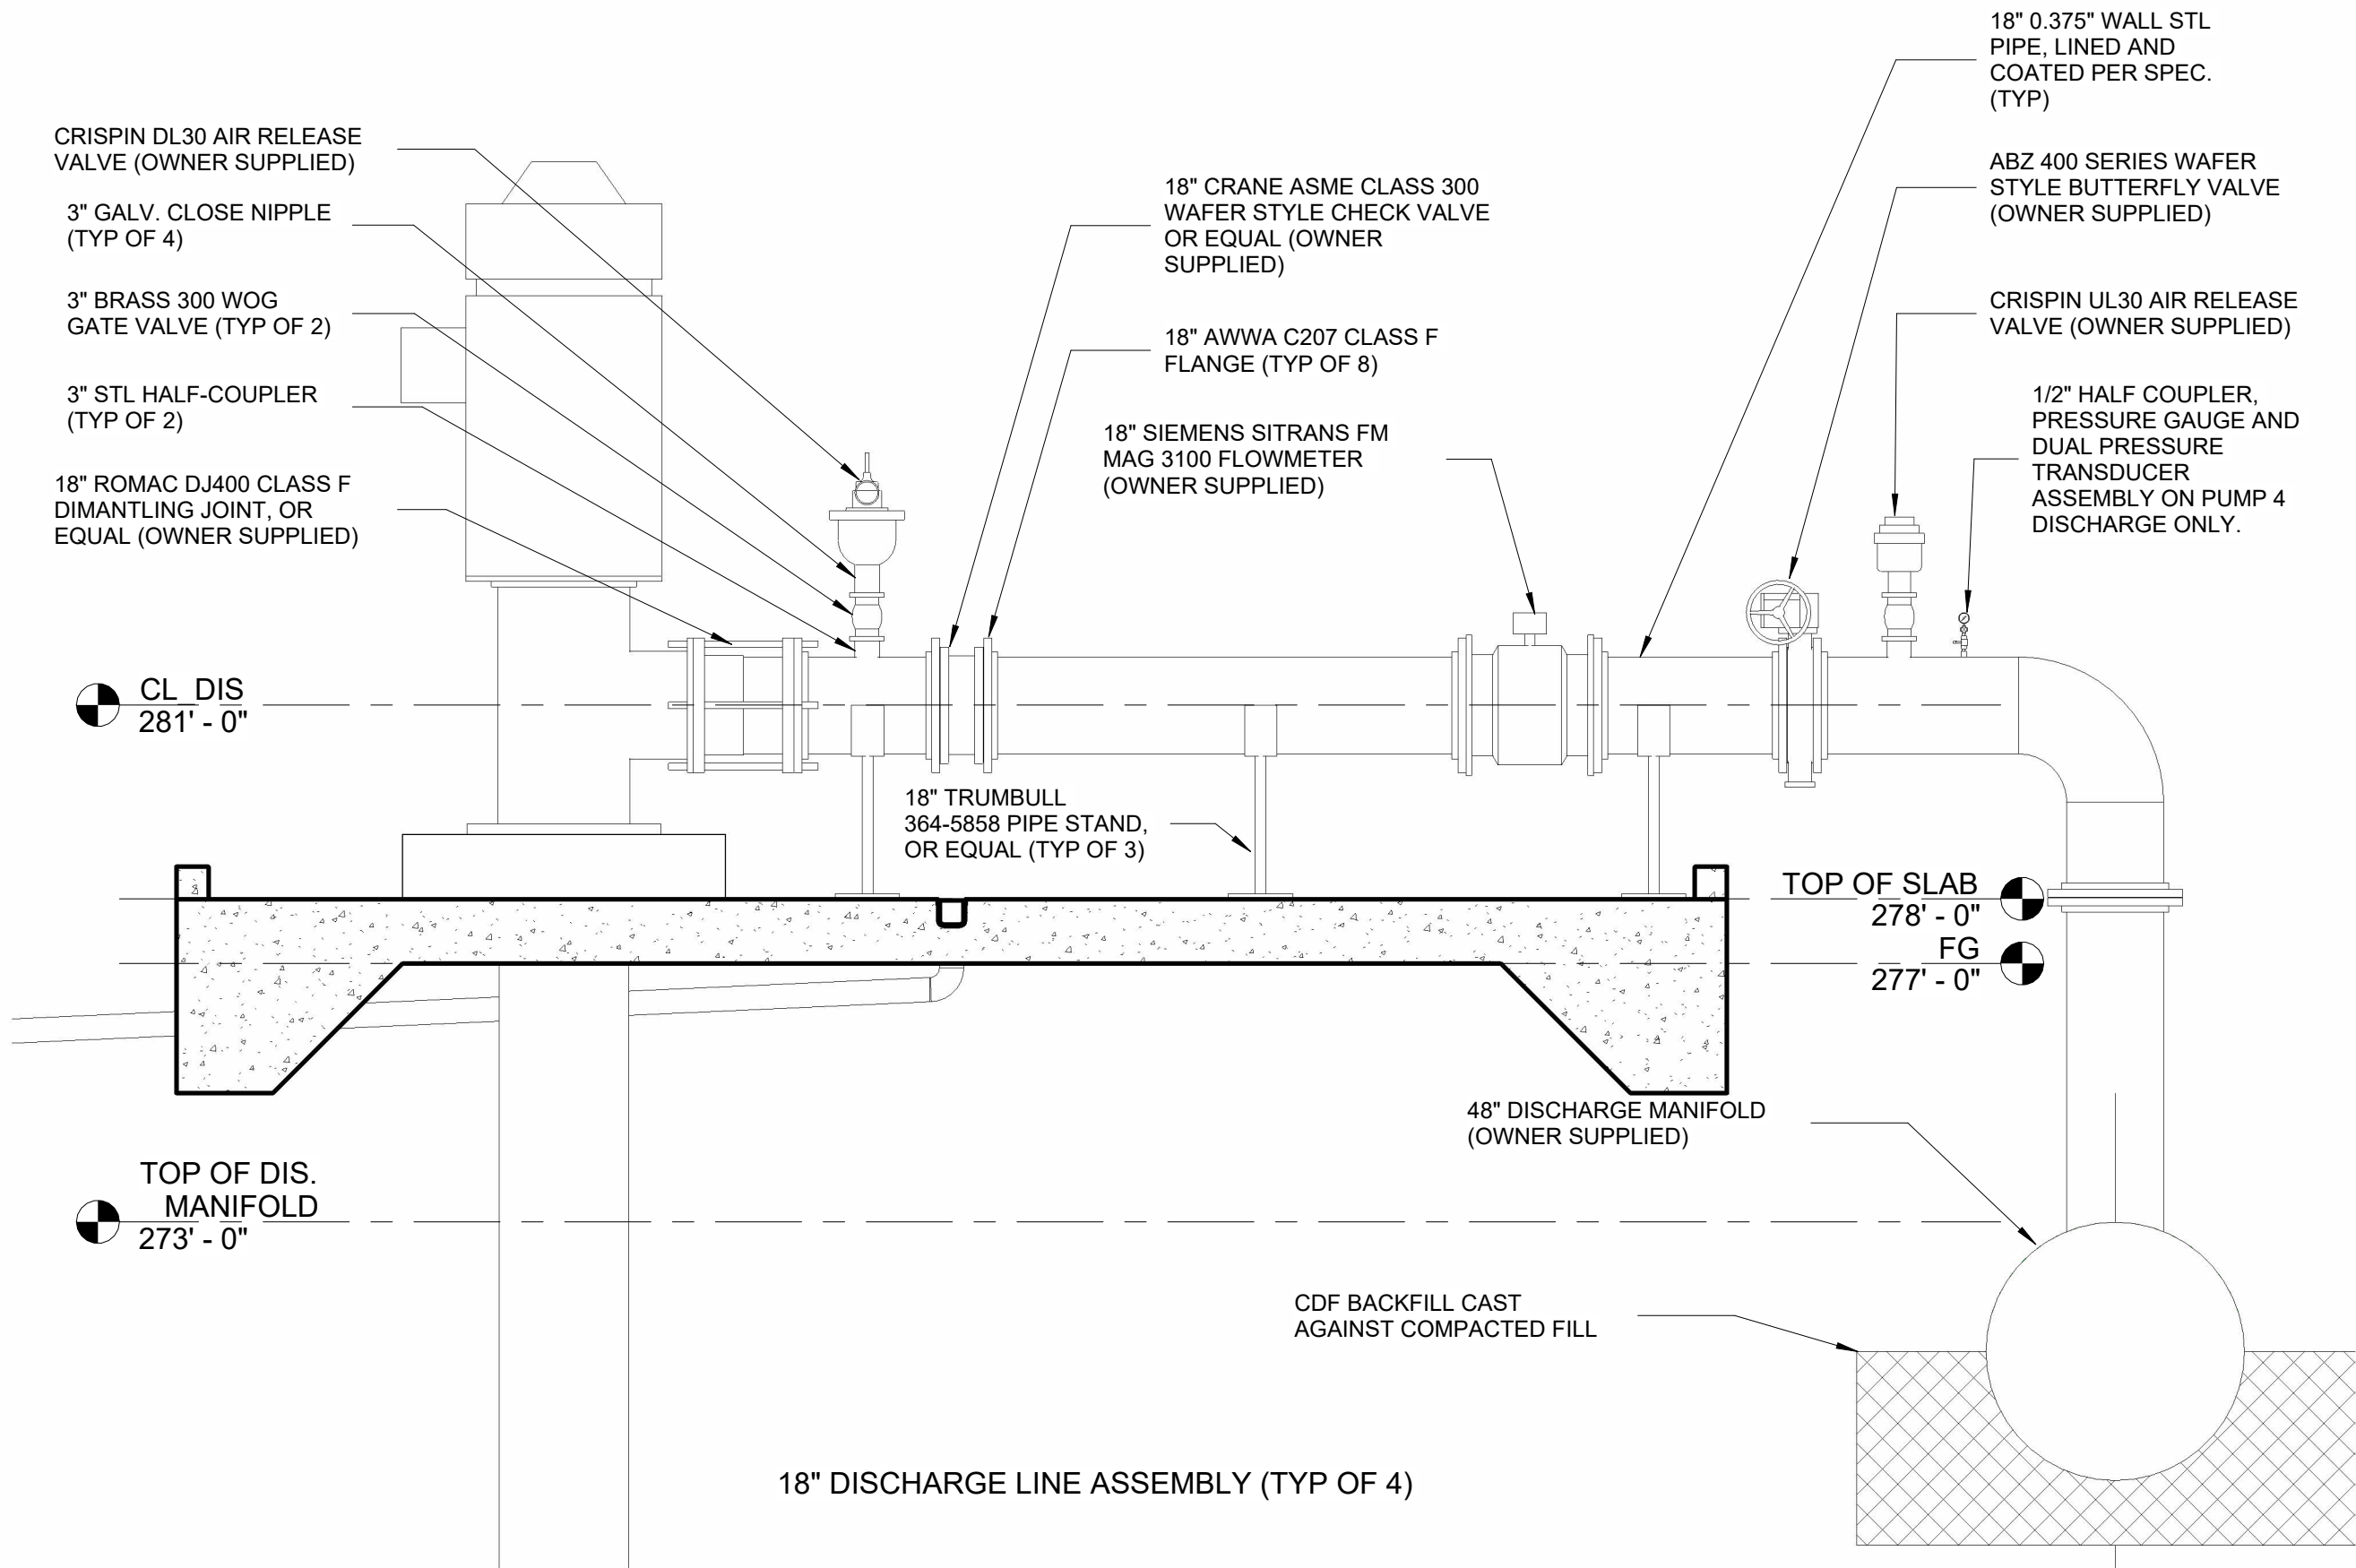 18" 0.375" WALL STL
PIPE, LINED AND
COATED PER SPEC.
(TYP)
CRISPIN DL30 AIR RELEASE
VALVE (OWNER SUPPLIED)
ABZ 400 SERIES WAFER
STYLE BUTTERFLY VALVE
(OWNER SUPPLIED)
18" CRANE ASME CLASS 300
WAFER STYLE CHECK VALVE
OR EQUAL (OWNER
SUPPLIED)
3" GALV. CLOSE NIPPLE
(TYP OF 4)
3" BRASS 300 WOG
GATE VALVE (TYP OF 2)
CRISPIN UL30 AIR RELEASE
VALVE (OWNER SUPPLIED)
18" AWWA C207 CLASS F
FLANGE (TYP OF 8)
3" STL HALF-COUPLER
(TYP OF 2)
1/2" HALF COUPLER,
PRESSURE GAUGE AND
DUAL PRESSURE
TRANSDUCER
ASSEMBLY ON PUMP 4
DISCHARGE ONLY.
18" SIEMENS SITRANS FM
MAG 3100 FLOWMETER
(OWNER SUPPLIED)
18" ROMAC DJ400 CLASS F
DIMANTLING JOINT, OR
EQUAL (OWNER SUPPLIED)
CL DIS
281' - 0"
18" TRUMBULL
364-5858 PIPE STAND,
OR EQUAL (TYP OF 3)
TOP OF SLAB
278' - 0"
FG
277' - 0"
48" DISCHARGE MANIFOLD
(OWNER SUPPLIED)
TOP OF DIS.
MANIFOLD
273' - 0"
CDF BACKFILL CAST
AGAINST COMPACTED FILL
18" DISCHARGE LINE ASSEMBLY (TYP OF 4)